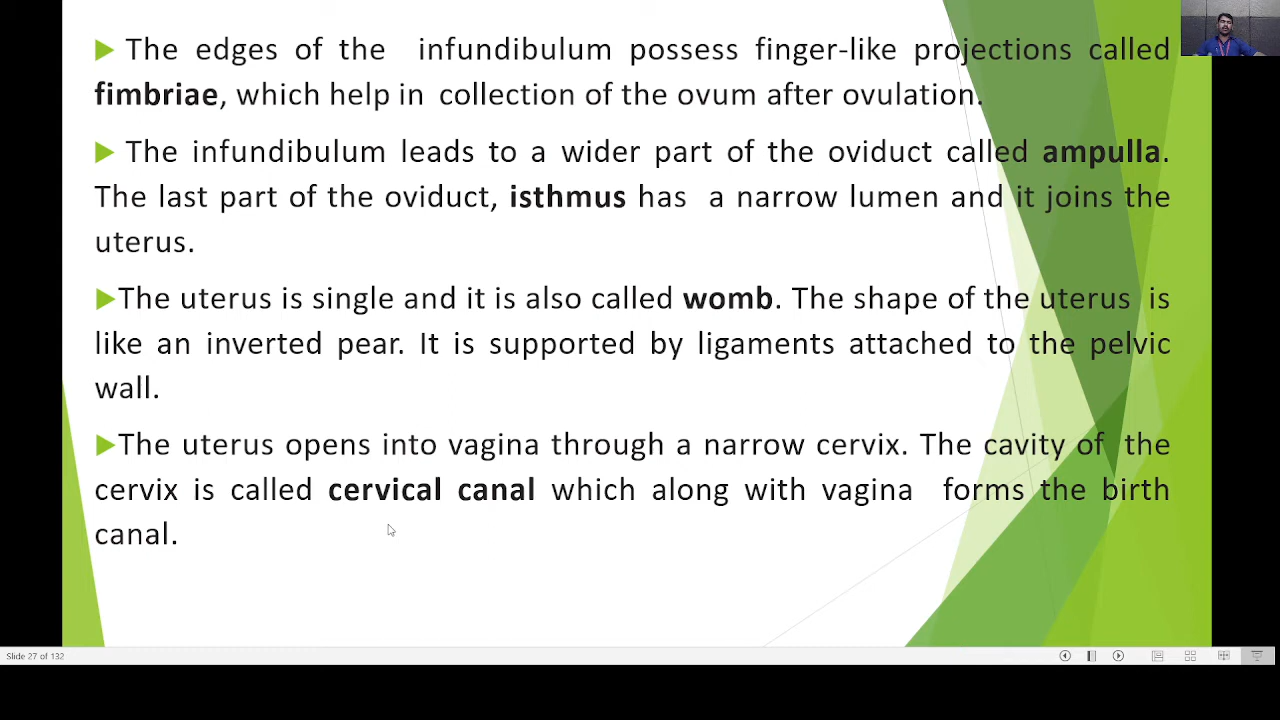 The edges of the infundibulum possess finger-like projections called
fimbriae, which help in collection of the ovum after ovulation.
The infundibulum leads to a wider part of the oviduct called ampulla.
The last part of the oviduct, isthmus has a narrow lumen and it joins the
uterus.
The uterus is single and it is also called womb. The shape of the uterus is
like an inverted pear. It is supported by ligaments attached to the pelvic
wall.
The uterus opens into vagina through a narrow cervix. The cavity of the
cervix is called cervical canal which along with vagina forms the birth
canal.
Slide 27 of 132